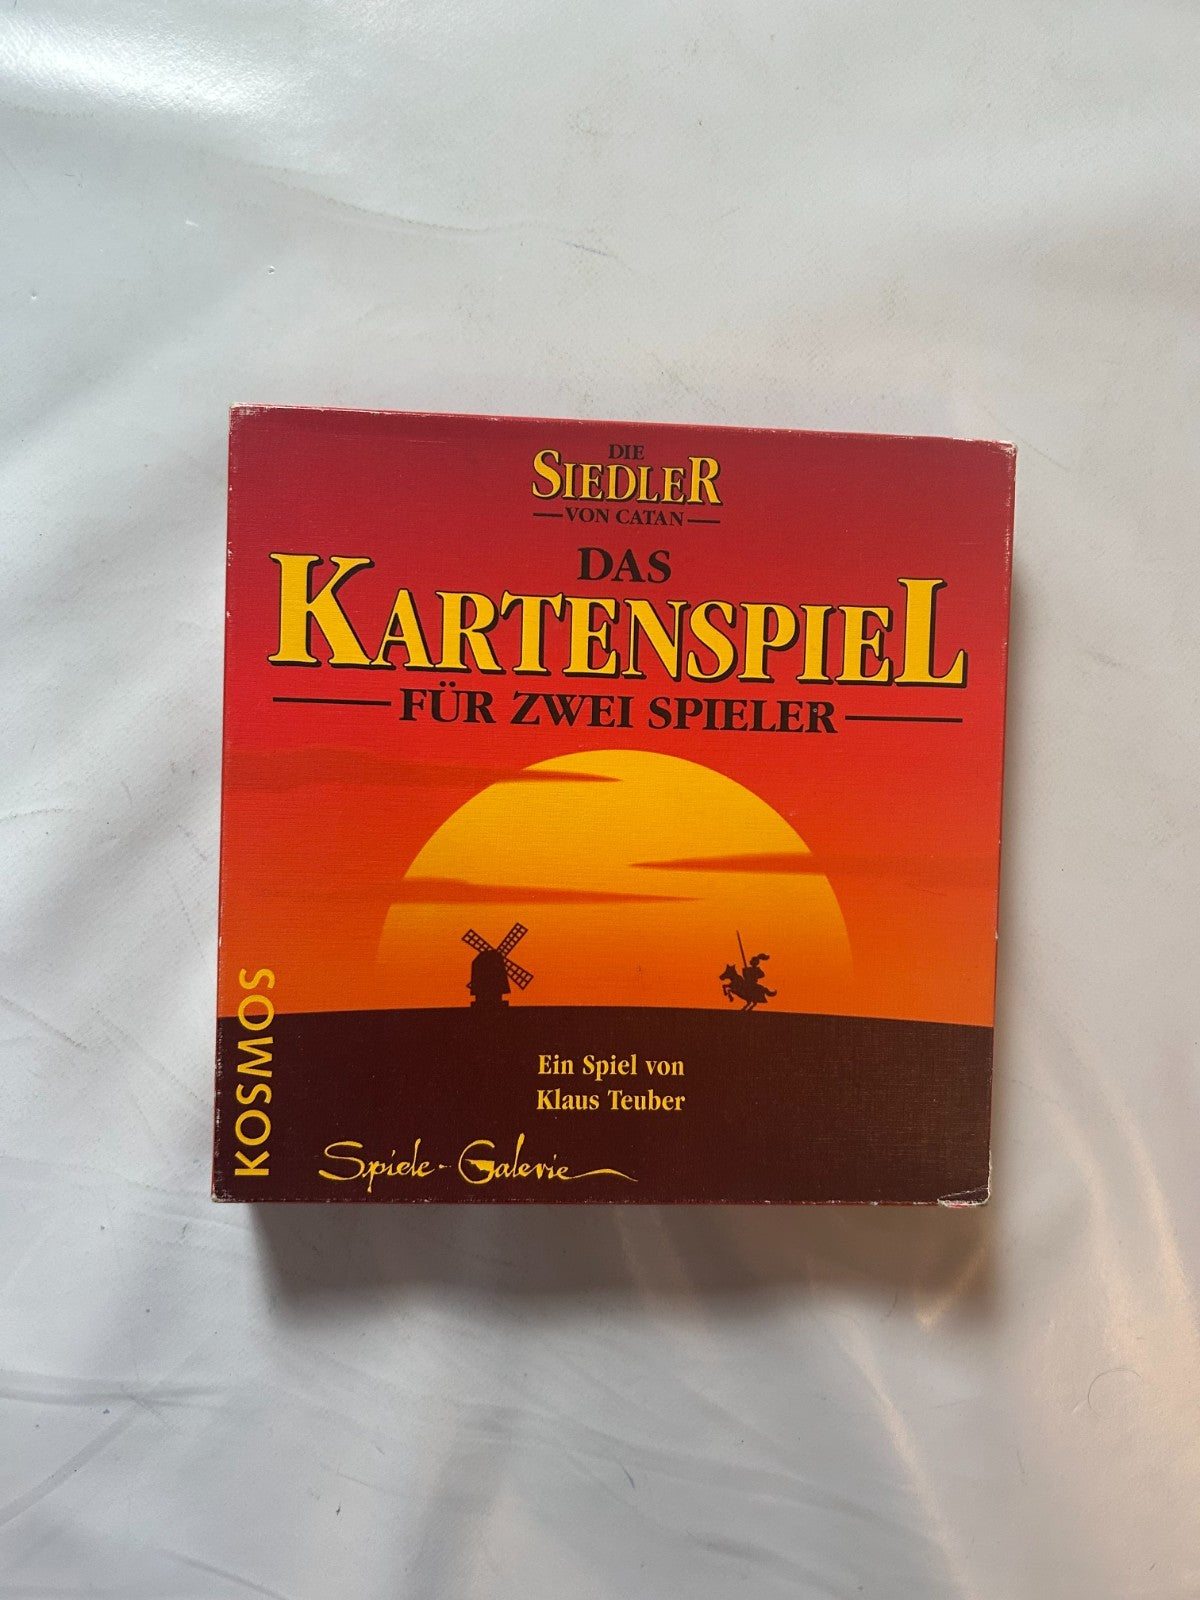 DIE
SIEDLER
VON CATAN
DAS
KARTENSPIEL
FÜR ZWEI SPIELER
KOSMOS
Ein Spiel von
Klaus Teuber
Spiele-Galerie